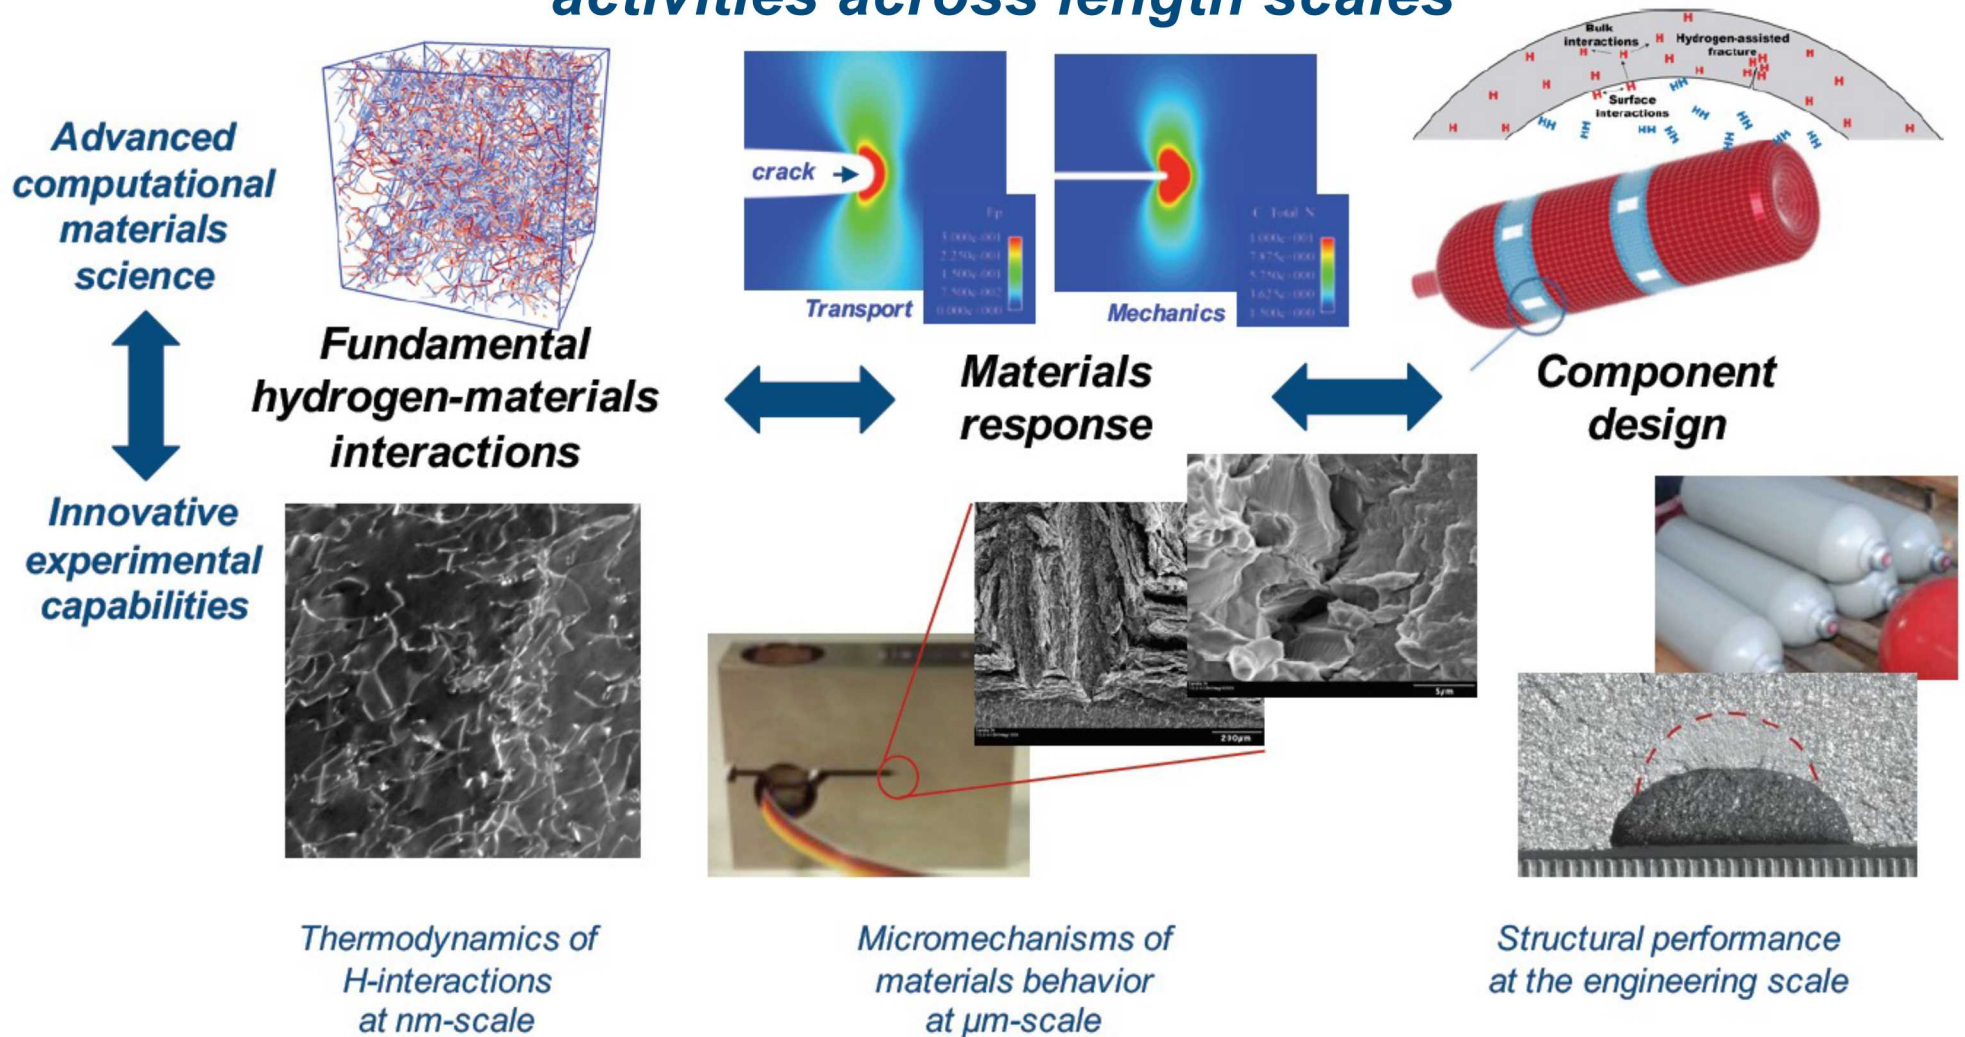 activities across length scales
Advanced
computational
materials
science
Innovative
experimental
capabilities
Fundamental
hydrogen-materials
interactions
crack
Transport
Mechanics
Materials
response
Bulk
interactions
Hydrogen-assisted
fracture
Surface
interactions
Component
design
200µm
5µm
Thermodynamics of
H-interactions
at nm-scale
Micromechanisms of
materials behavior
at µm-scale
Structural performance
at the engineering scale